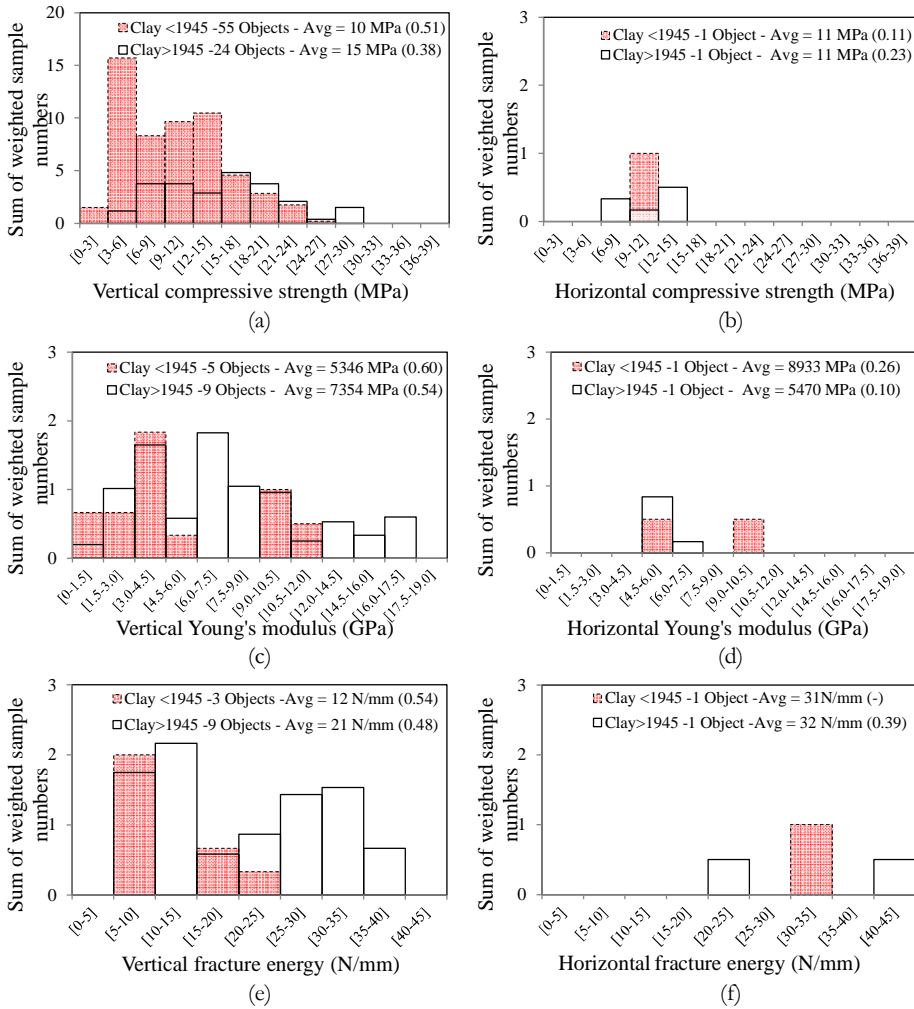 Clay <1945 -55 Objects - Avg = 10 MPa (0.51)
Clay>1945 -24 Objects - Avg = 15 MPa (0.38)
Sum of weighted sample
numbers
20
15
10
5
0
[0-3]
[3-6]
[6-9]
[9-12]
[12-15]
[15-18]
[18-21]
[21-24]
[24-27]
[27-30]
[30-33]
[33-36]
[36-39]
Vertical compressive strength (MPa)
(a)
Clay <1945 -1 Object - Avg = 11 MPa (0.11)
Clay>1945 -1 Object - Avg = 11 MPa (0.23)
Sum of weighted sample
numbers
3
2
1
0
[0-3]
[3-6]
[6-9]
[9-12]
[12-15]
[15-18]
[18-21]
[21-24]
[24-27]
[27-30]
[30-33]
[33-36]
[36-39]
Horizontal compressive strength (MPa)
(b)
Clay <1945 -5 Objects - Avg = 5346 MPa (0.60)
Clay>1945 -9 Objects - Avg = 7354 MPa (0.54)
Sum of weighted sample
numbers
3
2
1
0
[0-1.5]
[1.5-3.0]
[3.0-4.5]
[4.5-6.0]
[6.0-7.5]
[7.5-9.0]
[9.0-10.5]
[10.5-12.0]
[12.0-14.5]
[14.5-16.0]
[16.0-17.5]
[17.5-19.0]
Vertical Young's modulus (GPa)
(c)
Clay <1945 -1 Object - Avg = 8933 MPa (0.26)
Clay>1945 -1 Object - Avg = 5470 MPa (0.10)
Sum of weighted sample
numbers
3
2
1
0
[0-1.5]
[1.5-3.0]
[3.0-4.5]
[4.5-6.0]
[6.0-7.5]
[7.5-9.0]
[9.0-10.5]
[10.5-12.0]
[12.0-14.5]
[14.5-16.0]
[16.0-17.5]
[17.5-19.0]
Horizontal Young's modulus (GPa)
(d)
Clay <1945 -3 Objects -Avg = 12 N/mm (0.54)
Clay>1945 -9 Objects - Avg = 21 N/mm (0.48)
Sum of weighted sample
numbers
3
2
1
0
[0-5]
[5-10]
[10-15]
[15-20]
[20-25]
[25-30]
[30-35]
[35-40]
[40-45]
Vertical fracture energy (N/mm)
(e)
Clay <1945 -1 Object -Avg = 31N/mm (-)
Clay>1945 -1 Object -Avg = 32 N/mm (0.39)
Sum of weighted sample
numbers
3
2
1
0
[0-5]
[5-10]
[10-15]
[15-20]
[20-25]
[25-30]
[30-35]
[35-40]
[40-45]
Horizontal fracture energy (N/mm)
(f)